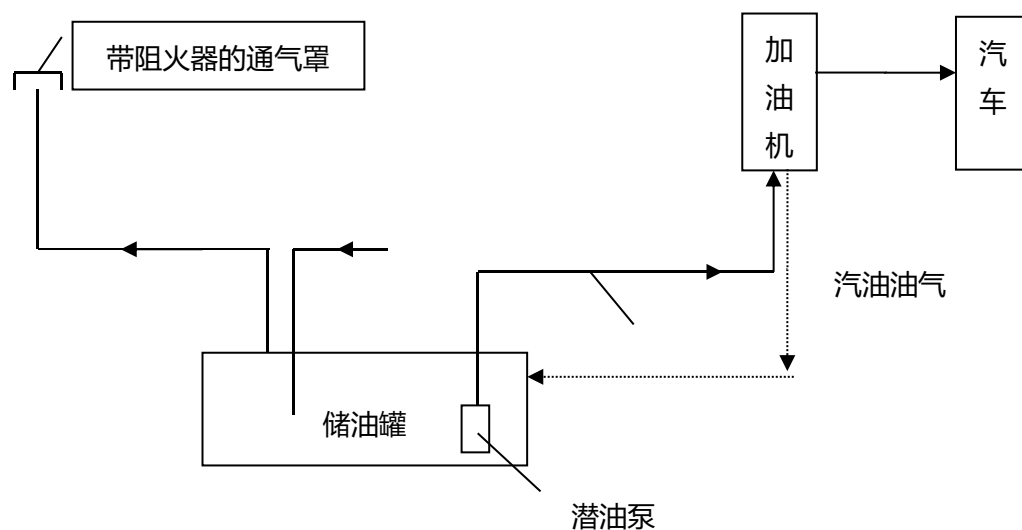 带阻火器的通气罩
加油机
汽车
汽油油气
储油罐
潜油泵